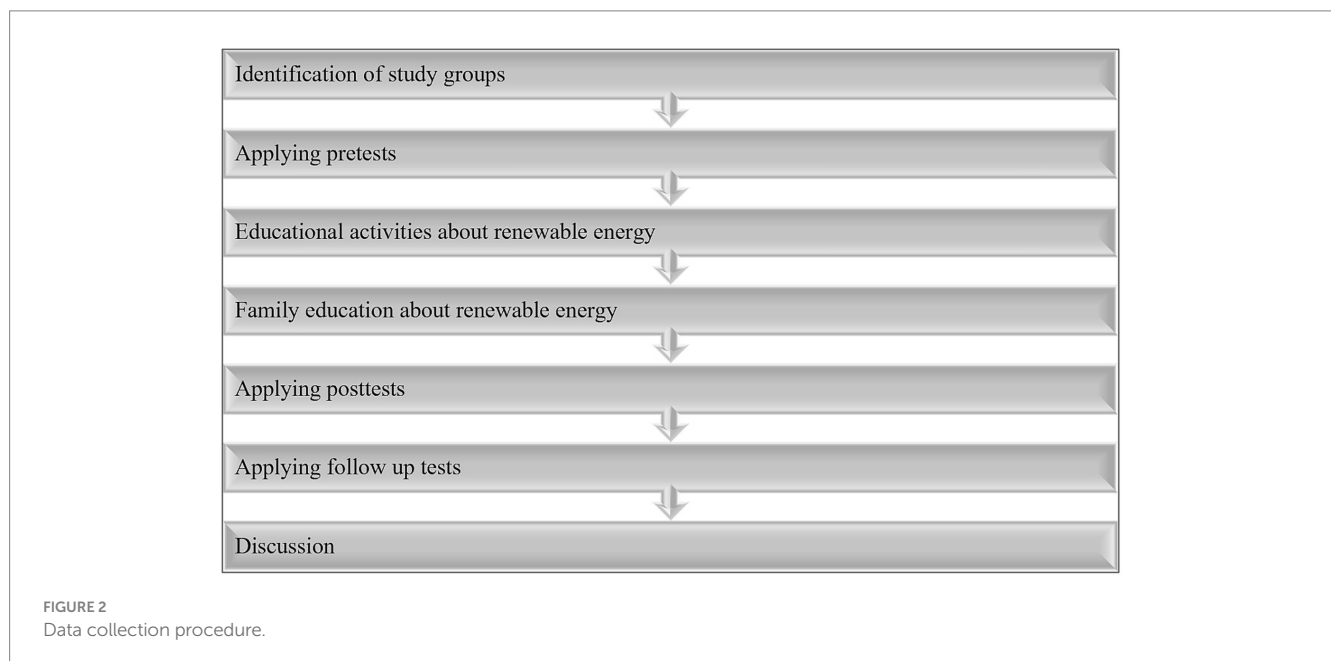 Identification of study groups
Applying pretests
Educational activities about renewable energy
Family education about renewable energy
Applying posttests
Applying follow up tests
Discussion
FIGURE 2
Data collection procedure.